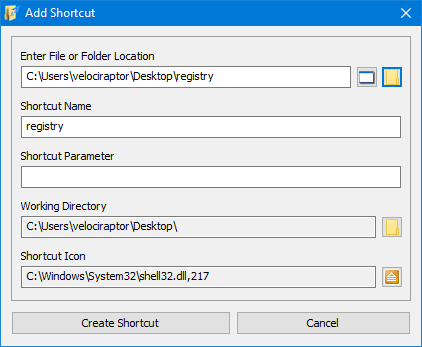 Add Shortcut
Enter File or Folder Location
C:\Users\velociraptor\Desktop\registry
Shortcut Name
registry
Shortcut Parameter
Working Directory
C:\Users\velociraptor\Desktop\
Shortcut Icon
C:\Windows\System32\shell32.dll,217
Create Shortcut
Cancel